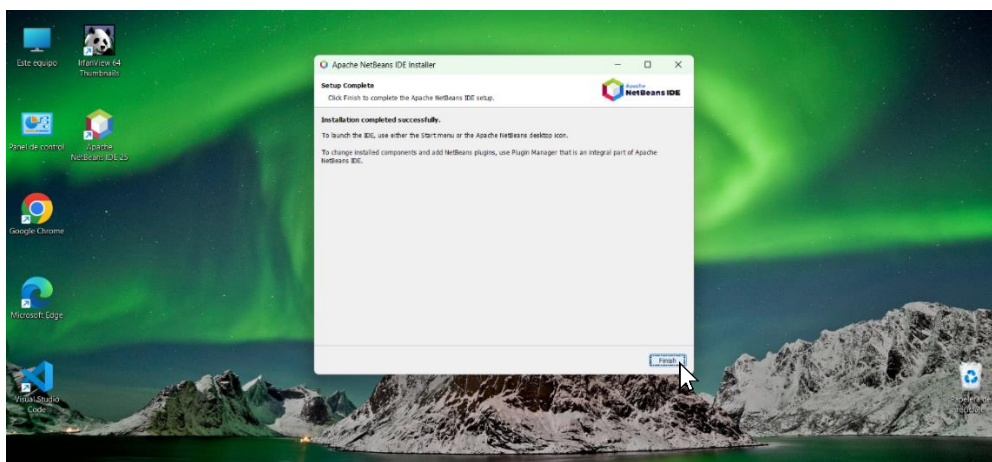 Este equipo
IrfanView 64
Thumbnails
Panel de control
Apache
NetBeans IDE 25
Google Chrome
Microsoft Edge
Visual Studio
Code
Apache NetBeans IDE Installer
Setup Complete
Click Finish to complete the Apache NetBeans IDE setup.
Apache
NetBeans IDE
Installation completed successfully.
To launch the IDE, use either the Start menu or the Apache NetBeans desktop icon.
To change installed components and add NetBeans plugins, use Plugin Manager that is an integral part of Apache
NetBeans IDE.
Finish
Papelera de